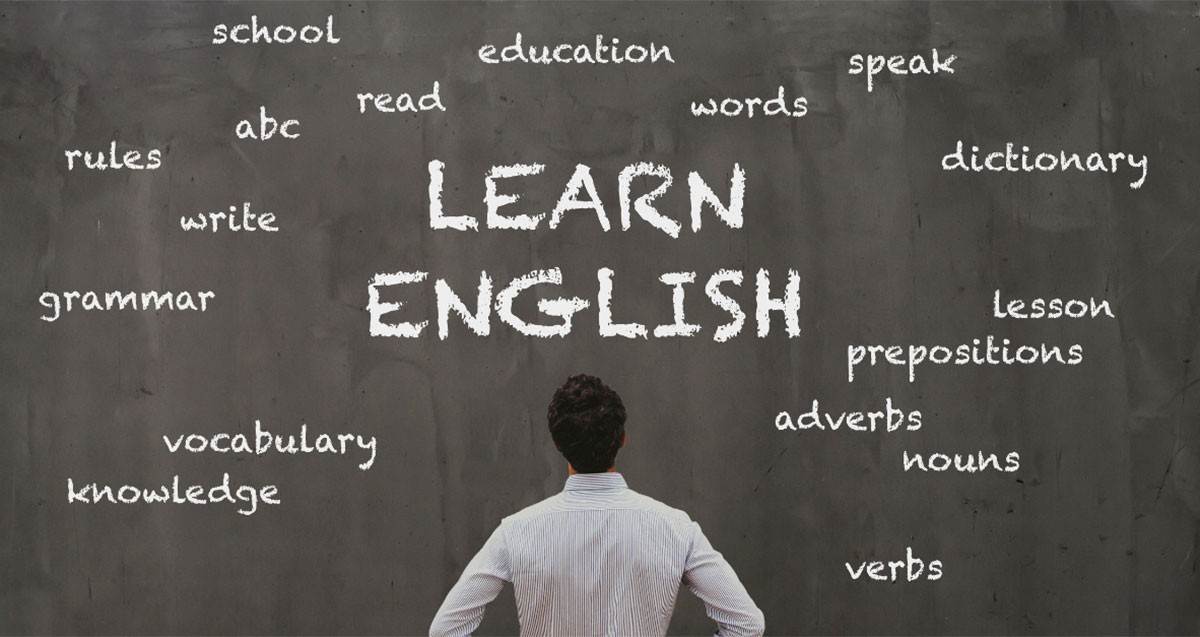 school
education
speak
read
words
abc
rules
dictionary
LEARN
write
ENGLISH
grammar
lesson
prepositions
adverbs
vocabulary
nouns
knowledge
verbs